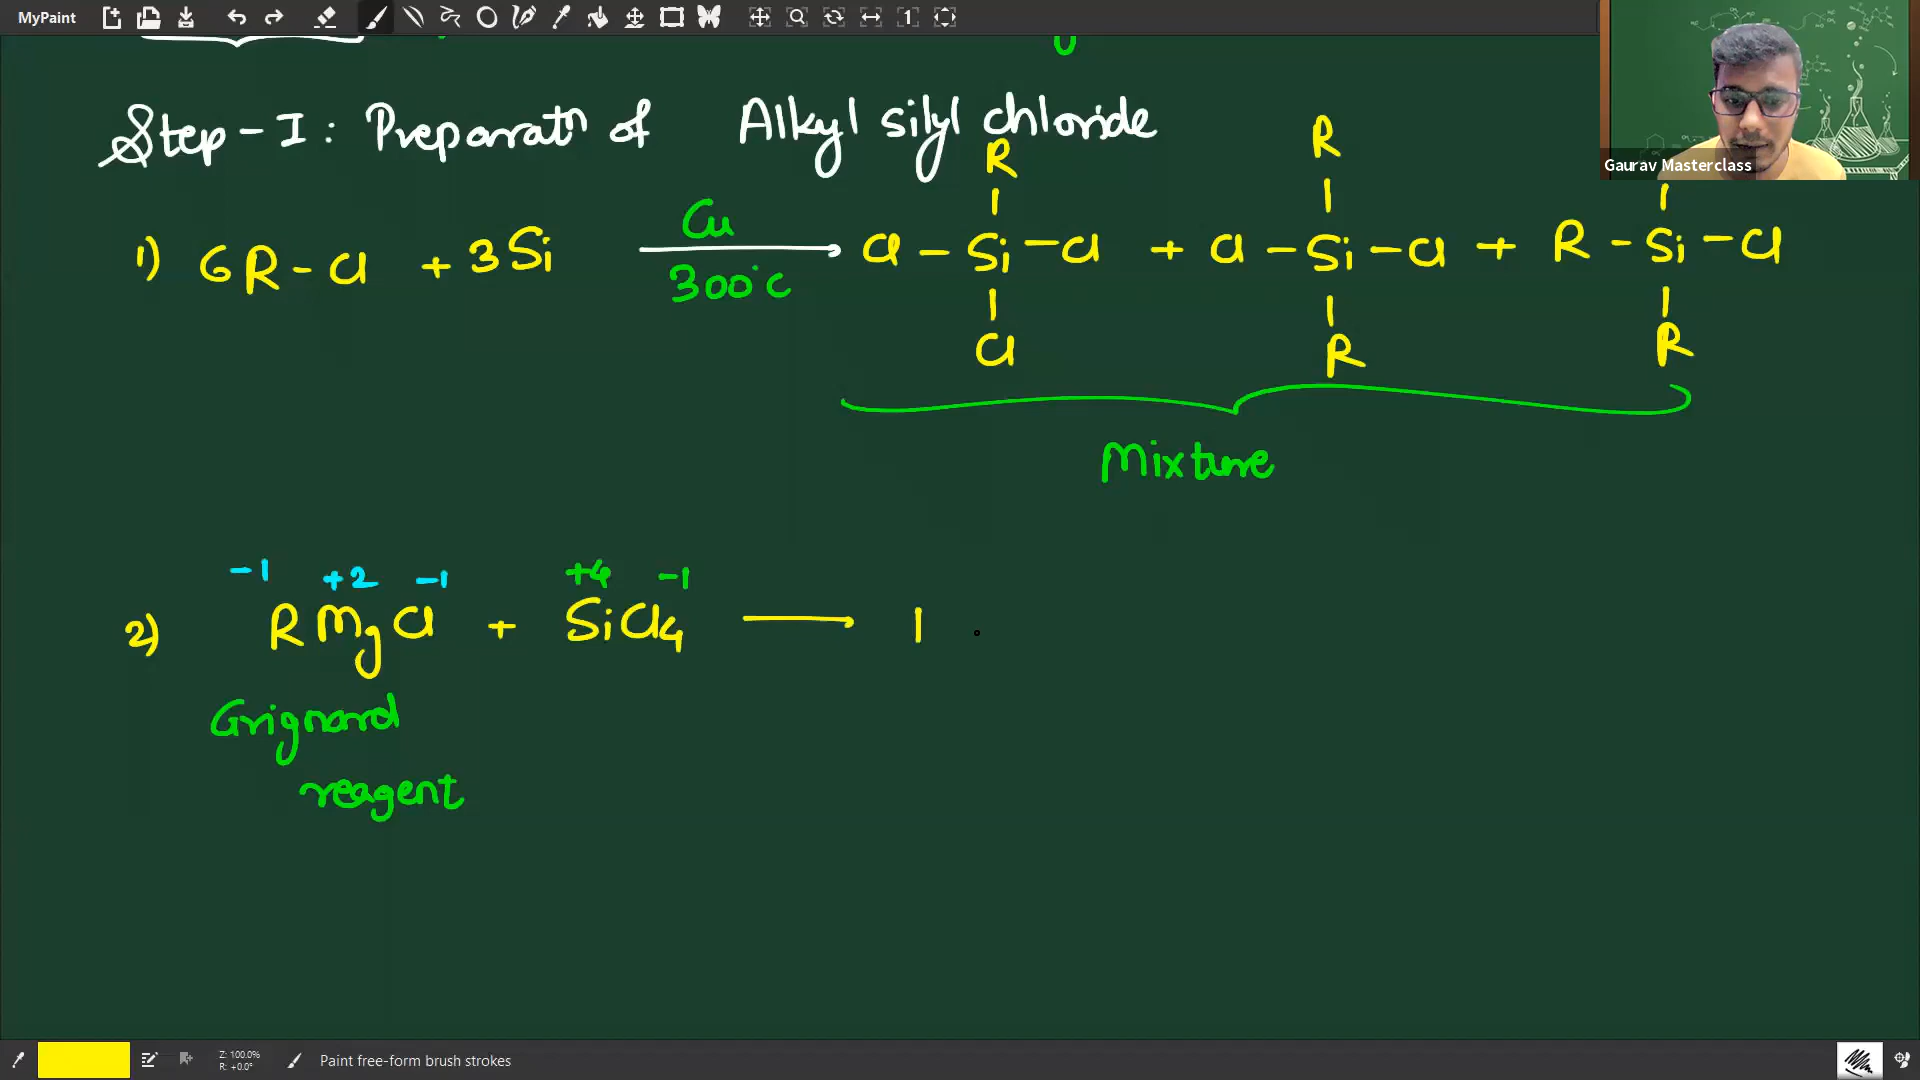 MyPaint
1
Gaurav Masterclass
Step-I: Preparatn of Alkyl silyl chloride
R R
1) 6R-Cl + 3Si Cu Cl-Si-Cl + Cl-Si-Cl + R-Si-Cl
300°C
Cl R R
Mixture
-1 +2 -1 +4 -1
2) RMgCl + SiCl4
Grignard
reagent
Z: 100.0%
R: +0.0°
Paint free-form brush strokes